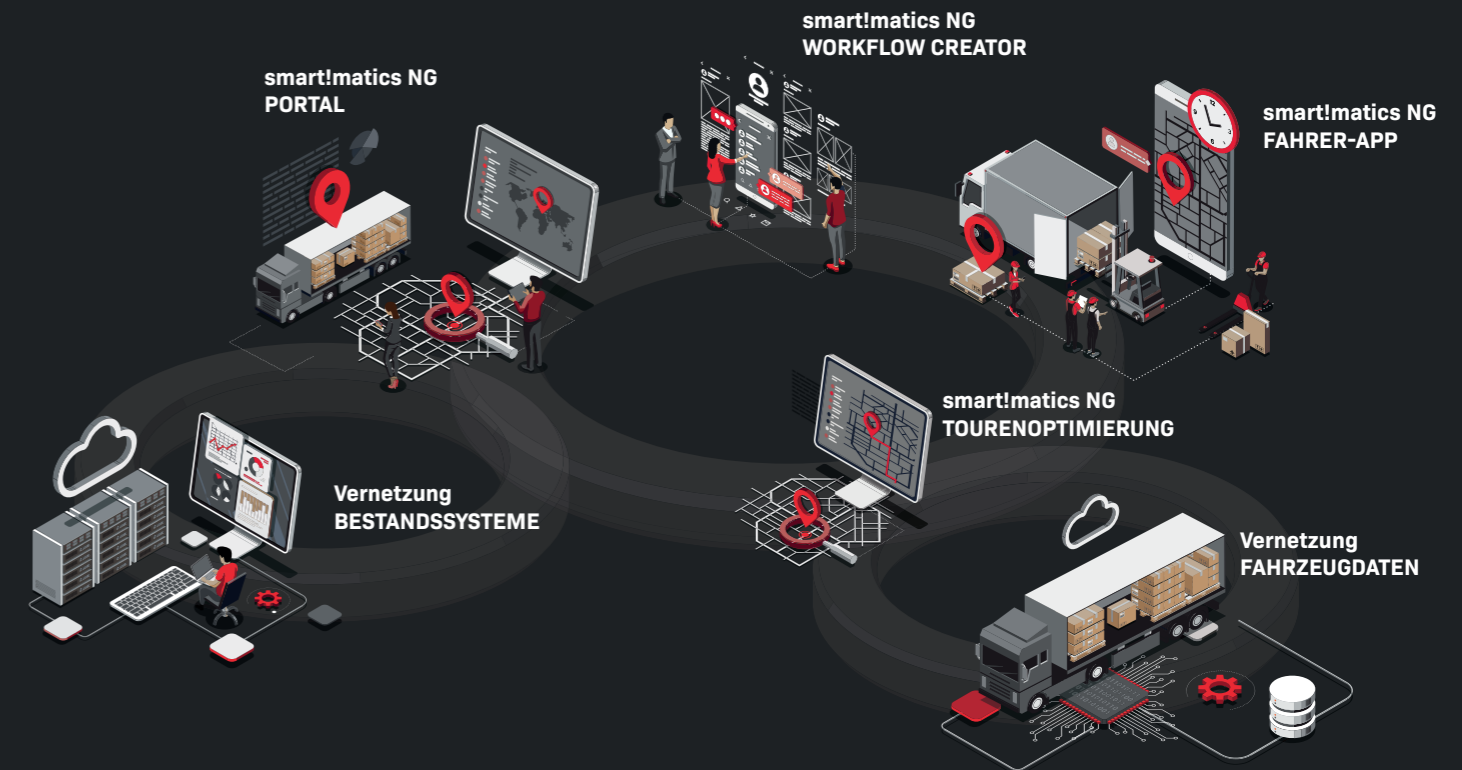 smart!matics NG
WORKFLOW CREATOR
smart!matics NG
PORTAL
smart!matics NG
FAHRER-APP
smart!matics NG
TOURENOPTIMIERUNG
Vernetzung
BESTANDSSYSTEME
Vernetzung
FAHRZEUGDATEN